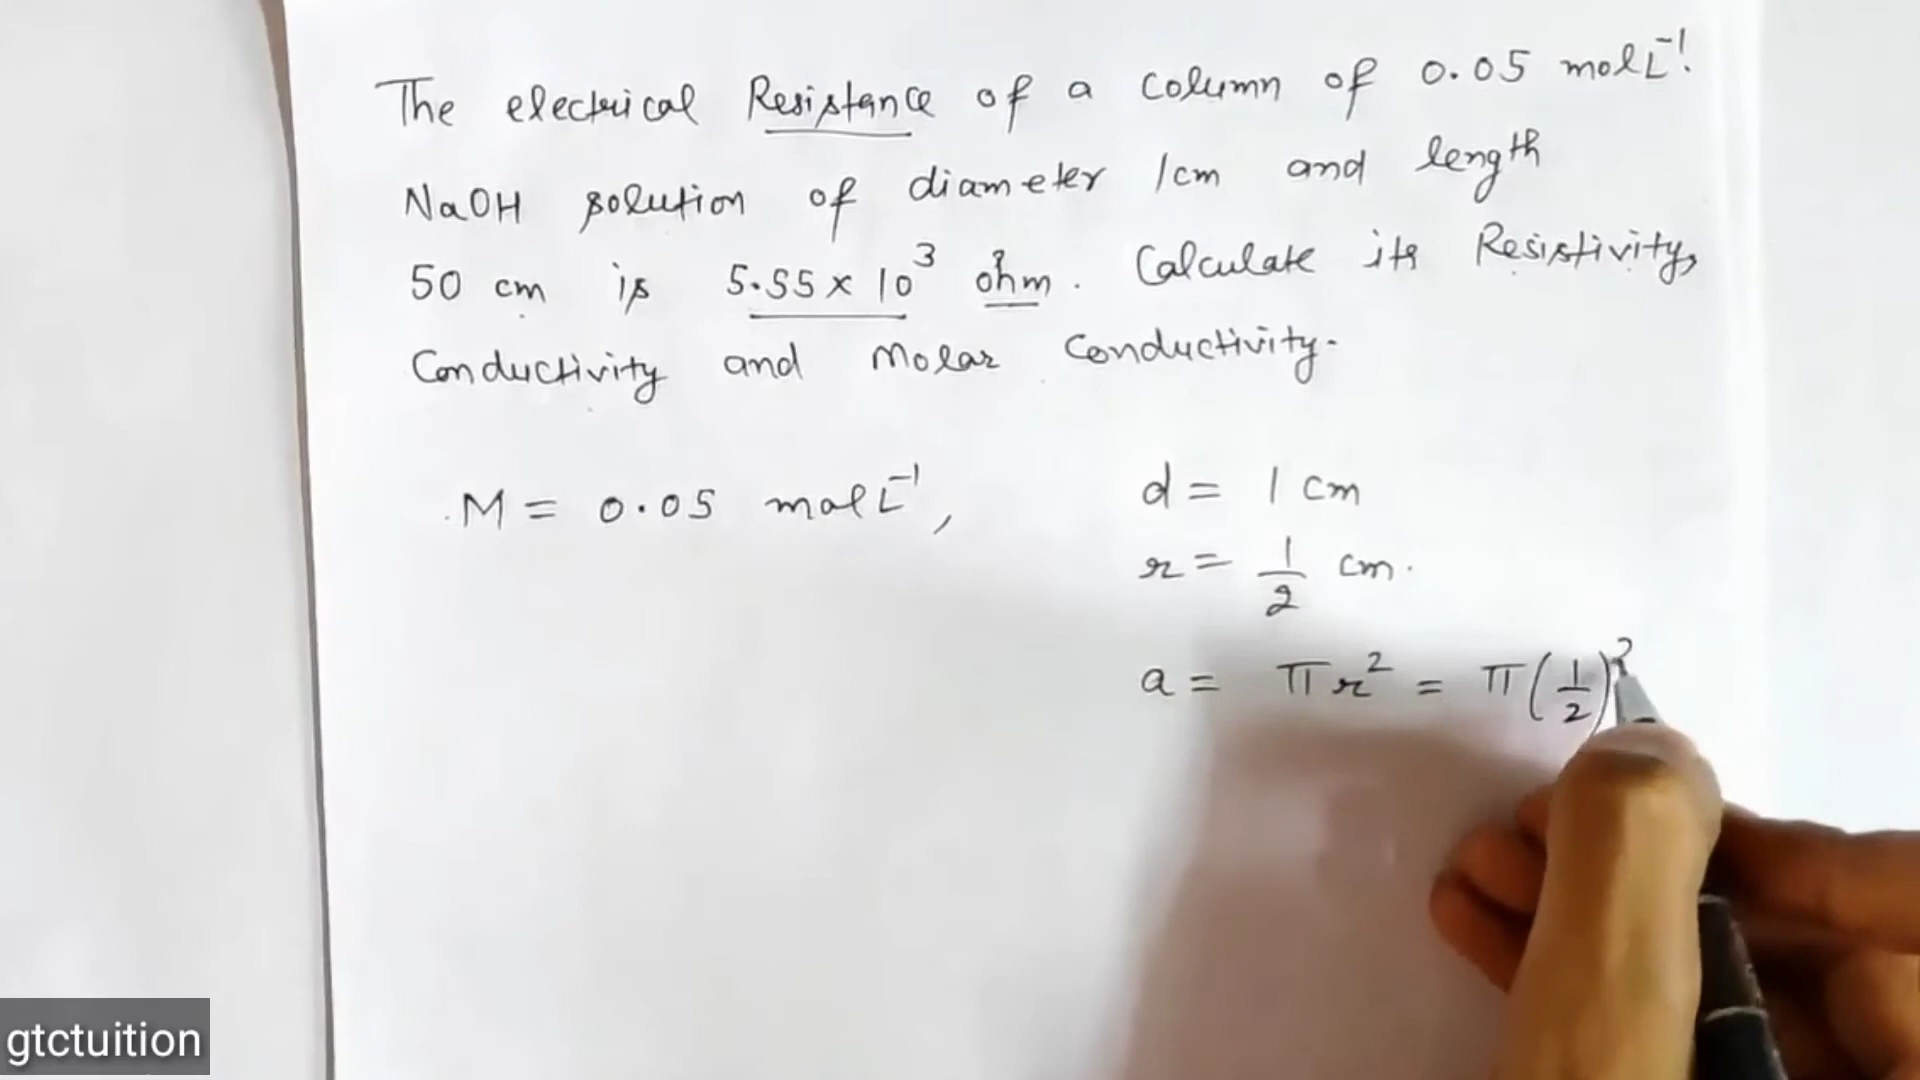 The electrical Resistance of a column of 0.05 mol L⁻¹.
NaOH solution of diameter 1cm and length
50 cm is 5.55 × 10³ ohm. Calculate its Resistivity,
Conductivity and Molar Conductivity.
M = 0.05 mol L⁻¹,
d = 1 cm
r = 1/2 cm.
a = πr² = π(1/2)²
gtctuition